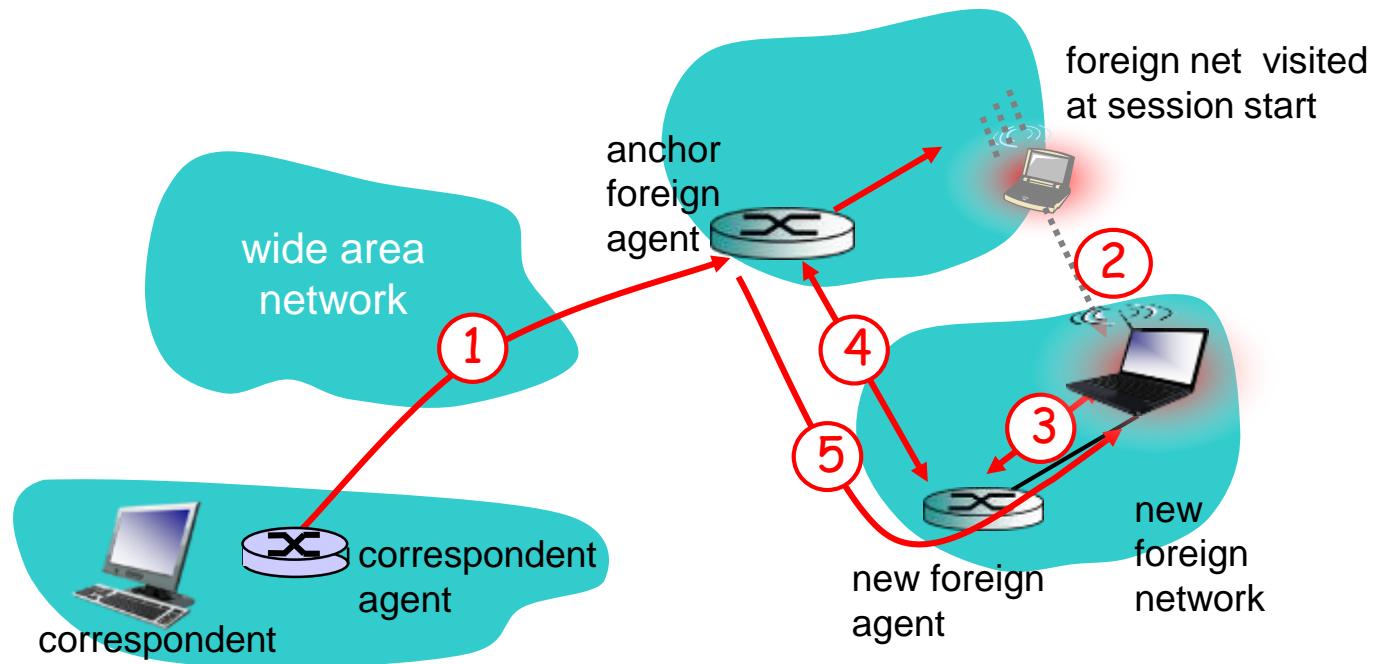 foreign net visited
at session start
anchor
foreign
agent
wide area
network
2
1
4
3
5
correspondent
agent
correspondent
new foreign
agent
new
foreign
network